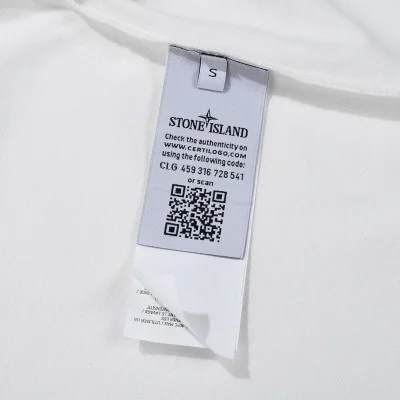 S
STONE ISLAND
Check the authenticity on
WWW.CERTILOGO.COM
using the following code:
CLG 459 316 728 541
or scan